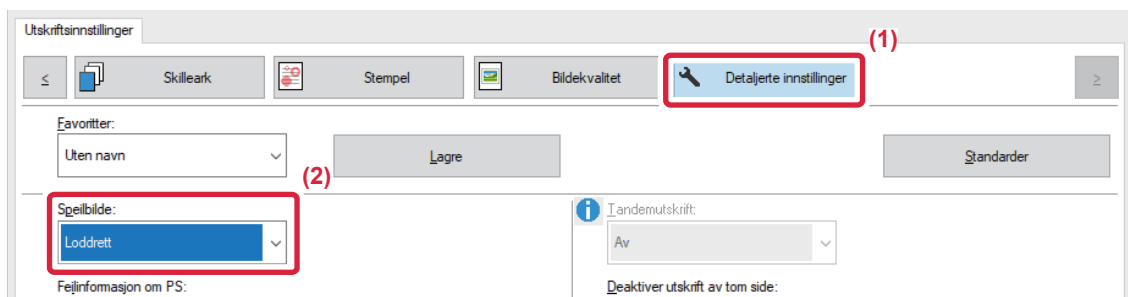 Utskriftsinnstillinger
(1)
≤ Skilleark Stempel Bildekvalitet Detaljerte innstillinger ≥
Favoritter:
Uten navn Lagre Standarder
(2)
Speilbilde: Tandemutskrift:
Loddrett Av
Feilinformasjon om PS: Deaktiver utskrift av tom side: